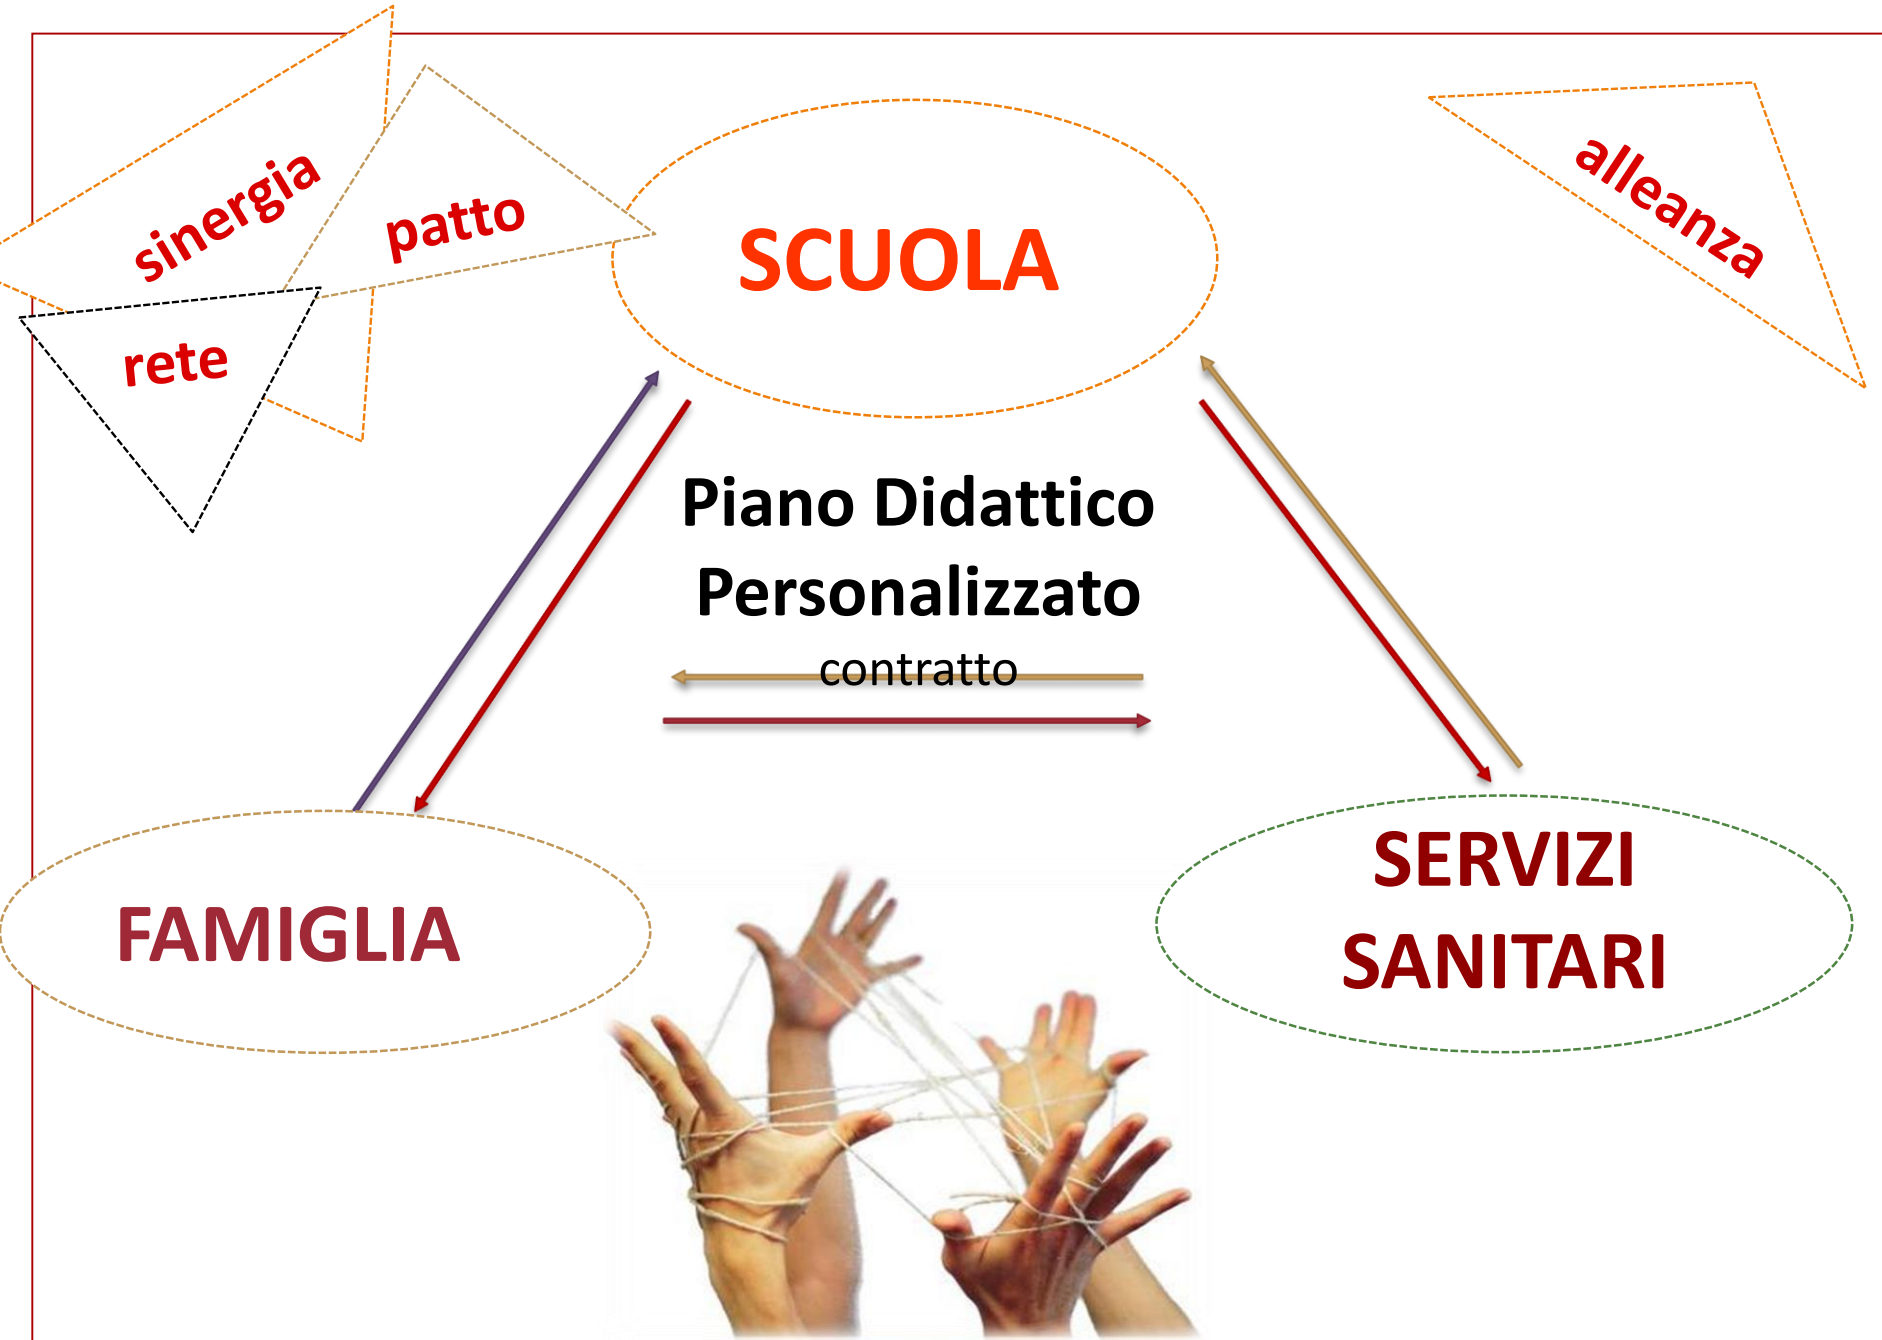 sinergia
patto
rete
alleanza
SCUOLA
Piano Didattico
Personalizzato
contratto
FAMIGLIA
SERVIZI
SANITARI